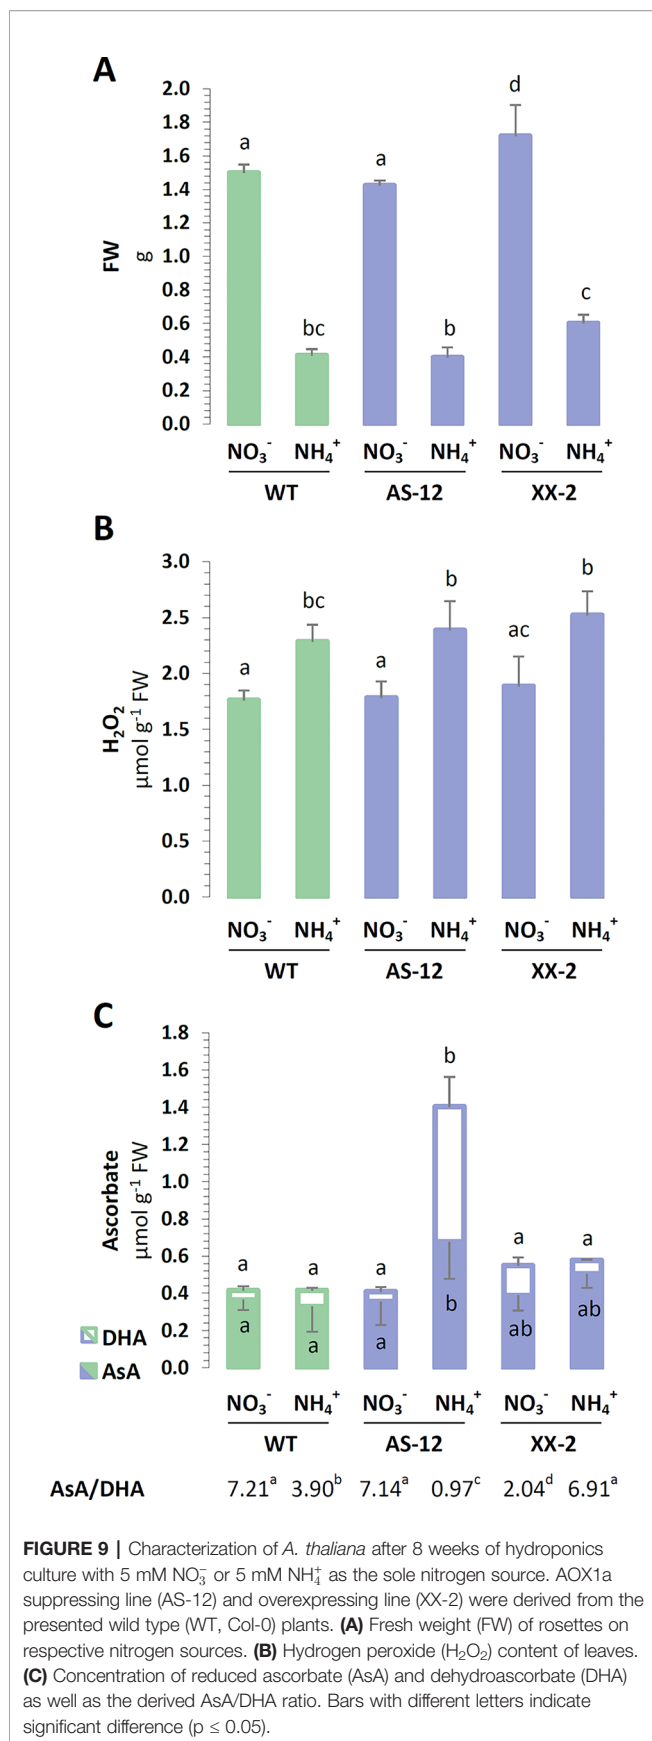 A
2.0
d
1.8
a
1.6
a
1.4
1.2
FW
g
1.0
0.8
c
0.6
bc
b
0.4
0.2
0.0
NO₃⁻ NH₄⁺ NO₃⁻ NH₄⁺ NO₃⁻ NH₄⁺
WT AS-12 XX-2
B
3.0
b
b
2.5
bc
ac
2.0
a
a
H₂O₂
μmol g⁻¹ FW
1.5
1.0
0.5
0.0
NO₃⁻ NH₄⁺ NO₃⁻ NH₄⁺ NO₃⁻ NH₄⁺
WT AS-12 XX-2
C
1.8
b
1.6
1.4
1.2
Ascorbate
μmol g⁻¹ FW
1.0
0.8
0.6
a a a a a
0.4
a a a b ab ab
0.2
0.0
DHA
AsA
NO₃⁻ NH₄⁺ NO₃⁻ NH₄⁺ NO₃⁻ NH₄⁺
WT AS-12 XX-2
AsA/DHA 7.21ᵃ 3.90ᵇ 7.14ᵃ 0.97ᶜ 2.04ᵈ 6.91ᵃ
FIGURE 9 | Characterization of A. thaliana after 8 weeks of hydroponics
culture with 5 mM NO₃⁻ or 5 mM NH₄⁺ as the sole nitrogen source. AOX1a
suppressing line (AS-12) and overexpressing line (XX-2) were derived from the
presented wild type (WT, Col-0) plants. (A) Fresh weight (FW) of rosettes on
respective nitrogen sources. (B) Hydrogen peroxide (H₂O₂) content of leaves.
(C) Concentration of reduced ascorbate (AsA) and dehydroascorbate (DHA)
as well as the derived AsA/DHA ratio. Bars with different letters indicate
significant difference (p ≤ 0.05).